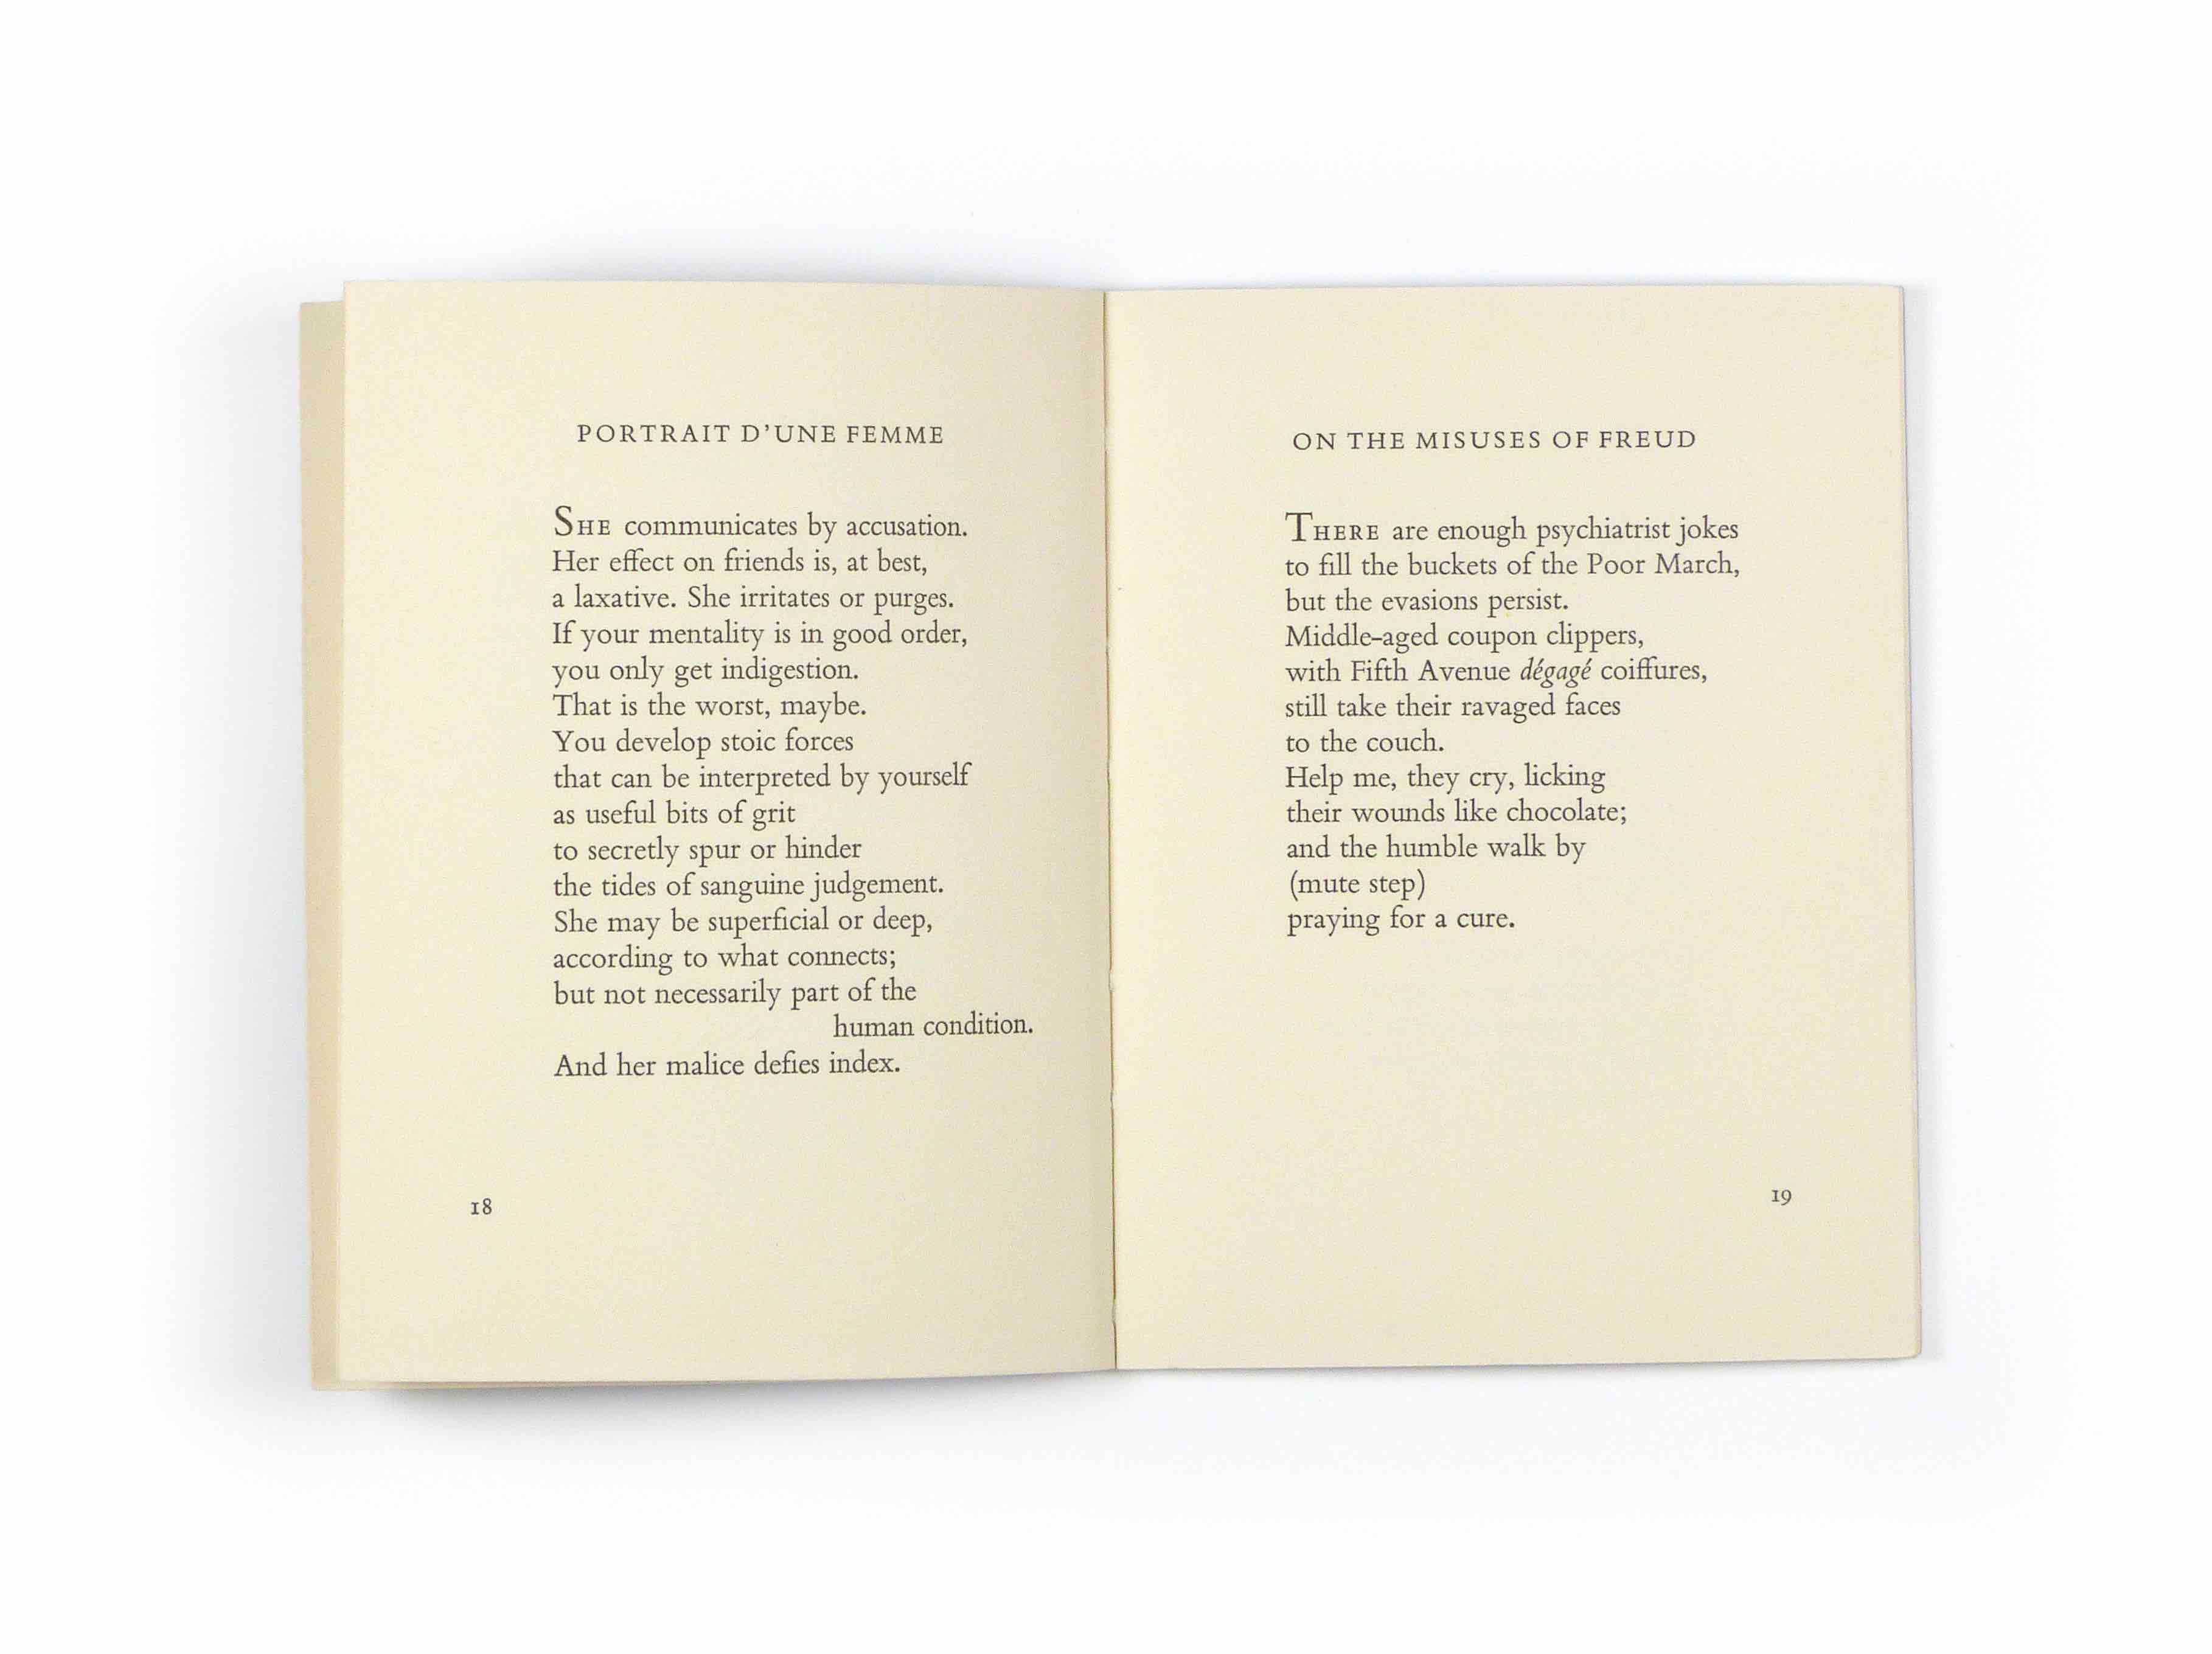 PORTRAIT D'UNE FEMME
SHE communicates by accusation.
Her effect on friends is, at best,
a laxative. She irritates or purges.
If your mentality is in good order,
you only get indigestion.
That is the worst, maybe.
You develop stoic forces
that can be interpreted by yourself
as useful bits of grit
to secretly spur or hinder
the tides of sanguine judgement.
She may be superficial or deep,
according to what connects;
but not necessarily part of the
human condition.
And her malice defies index.
18
ON THE MISUSES OF FREUD
THERE are enough psychiatrist jokes
to fill the buckets of the Poor March,
but the evasions persist.
Middle-aged coupon clippers,
with Fifth Avenue dégagé coiffures,
still take their ravaged faces
to the couch.
Help me, they cry, licking
their wounds like chocolate;
and the humble walk by
(mute step)
praying for a cure.
19